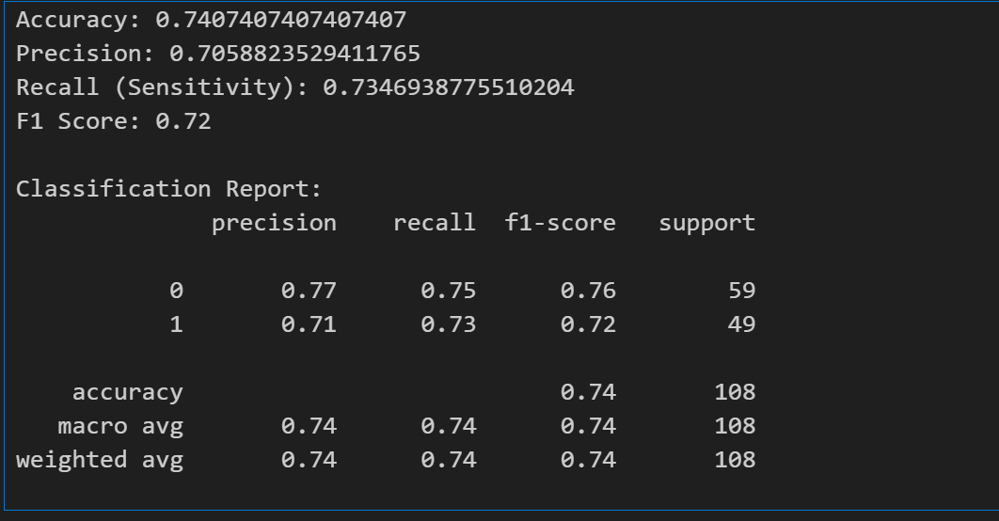 Accuracy: 0.7407407407407407
Precision: 0.7058823529411765
Recall (Sensitivity): 0.7346938775510204
F1 Score: 0.72
Classification Report:
precision recall f1-score support
0 0.77 0.75 0.76 59
1 0.71 0.73 0.72 49
accuracy 0.74 108
macro avg 0.74 0.74 0.74 108
weighted avg 0.74 0.74 0.74 108